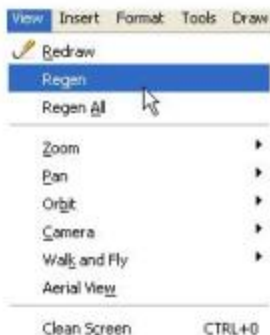 View Insert Format Tools Draw
Redraw
Regen
Regen All
Zoom
Pan
Orbit
Camera
Walk and Fly
Aerial View
Clean Screen CTRL+0